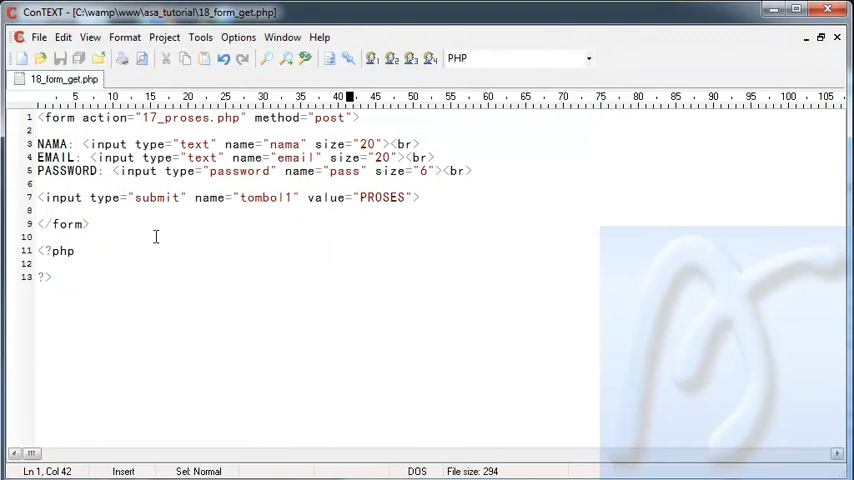 ConTEXT - [C:\wamp\www\asa_tutorial\18_form_get.php]
File Edit View Format Project Tools Options Window Help
PHP
18_form_get.php
5 10 15 20 25 30 35 40 45 50 55 60 65 70 75 80 85 90 95 100 105
1 <form action="17_proses.php" method="post">
2
3 NAMA: <input type="text" name="nama" size="20"><br>
4 EMAIL: <input type="text" name="email" size="20"><br>
5 PASSWORD: <input type="password" name="pass" size="6"><br>
6
7 <input type="submit" name="tombol1" value="PROSES">
8
9 </form>
10
11 <?php
12
13 ?>
Ln 1, Col 42 Insert Sel: Normal DOS File size: 294